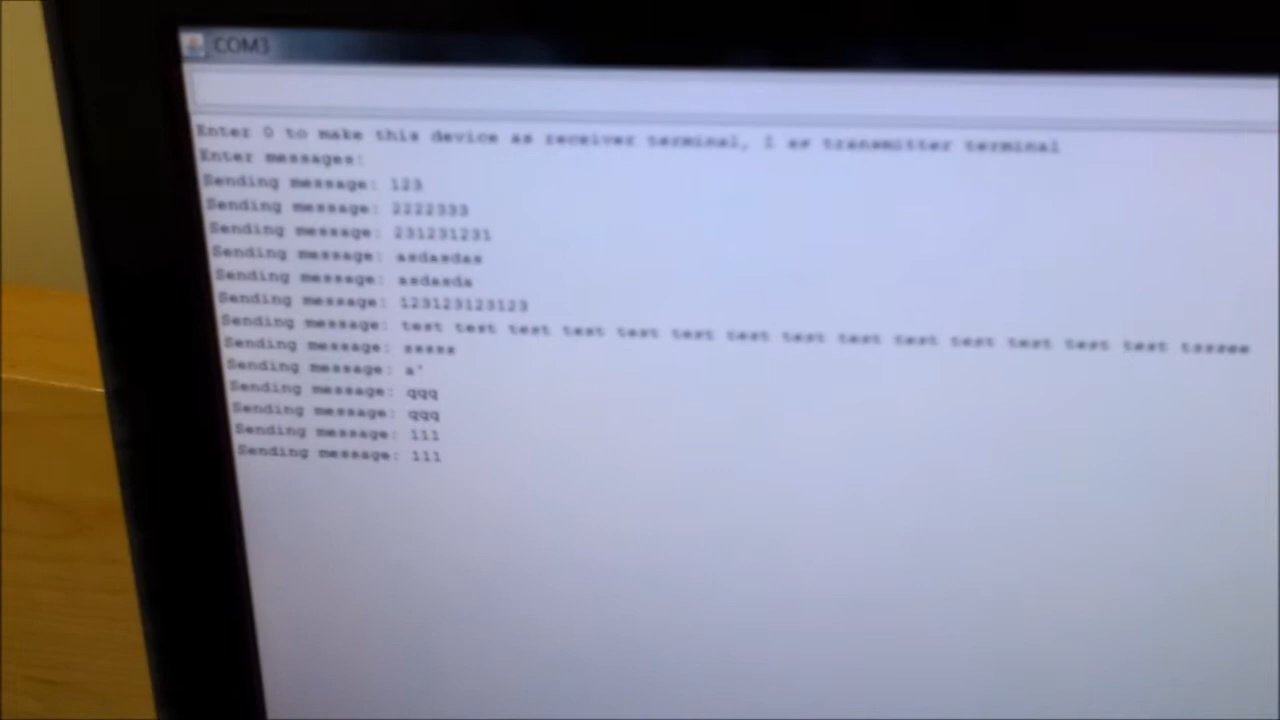 COM3
Enter 0 to make this device as receiver terminal, 1 as transmitter terminal
Enter messages:
Sending message: 123
Sending message: 2222333
Sending message: 231231231
Sending message: asdasdas
Sending message: asdasda
Sending message: 123123123123
Sending message: test test test test test test test test test test test test test test
Sending message: sssss
Sending message: a'
Sending message: qqq
Sending message: qqq
Sending message: 111
Sending message: 111